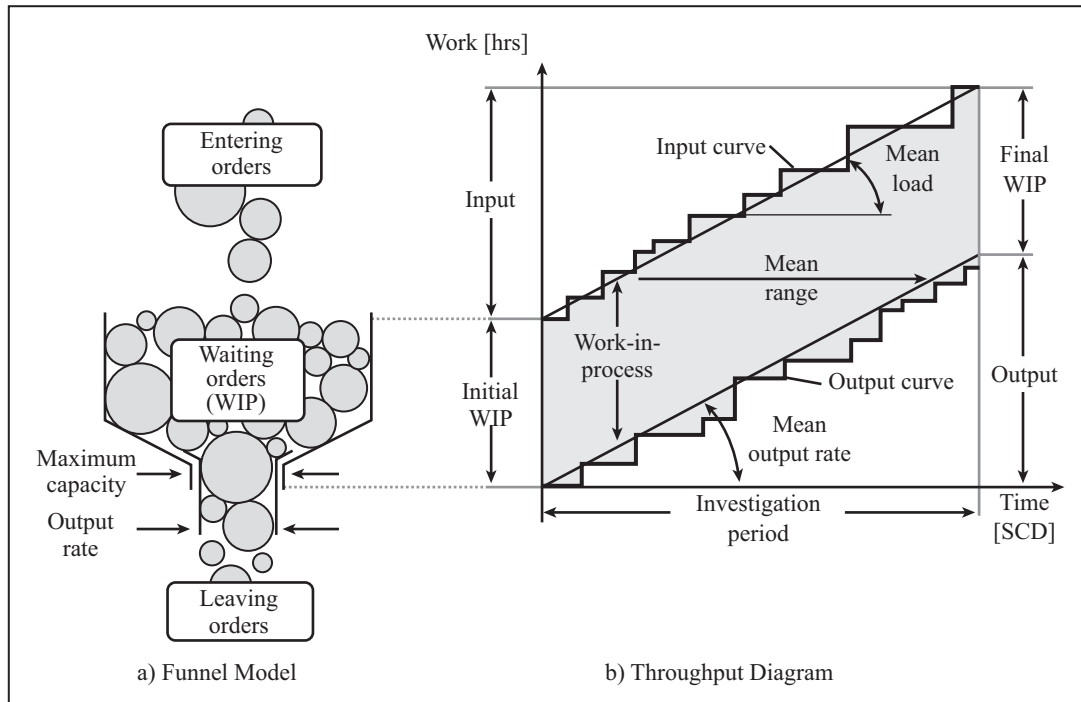 Entering
orders
Waiting
orders
(WIP)
Maximum
capacity
Output
rate
Leaving
orders
a) Funnel Model
Work [hrs]
Input
Initial
WIP
Input curve
Mean
load
Final
WIP
Mean
range
Work-in-
process
Output curve
Output
Mean
output rate
Investigation
period
Time
[SCD]
b) Throughput Diagram